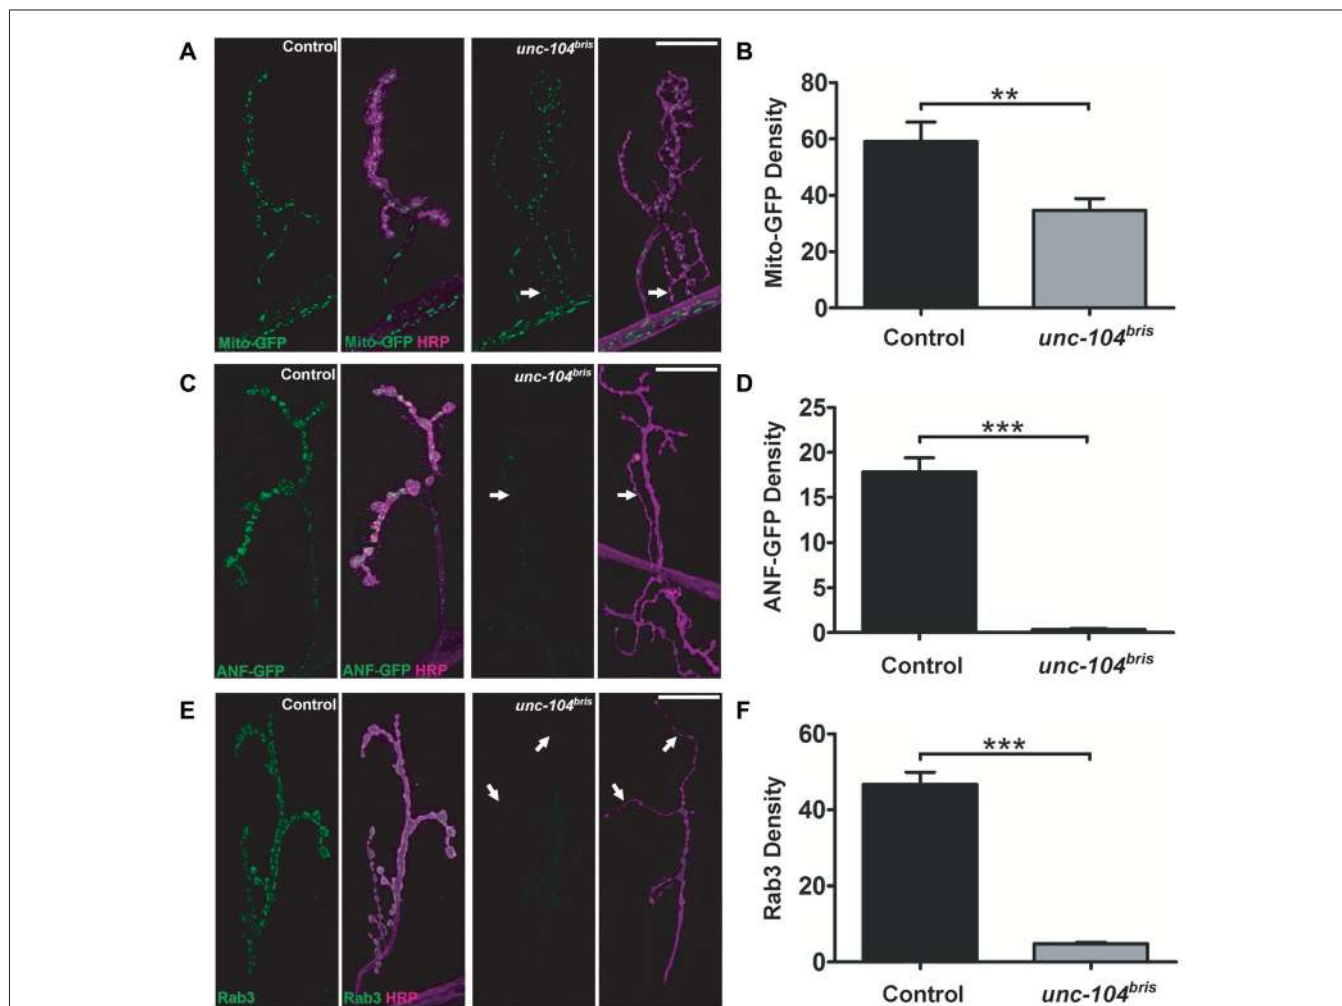 A
Control
unc-104bris
Mito-GFP
Mito-GFP HRP
B
Mito-GFP Density
80
60
40
20
0
**
Control
unc-104bris
C
Control
unc-104bris
ANF-GFP
ANF-GFP HRP
D
ANF-GFP Density
25
20
15
10
5
0
***
Control
unc-104bris
E
Control
unc-104bris
Rab3
Rab3 HRP
F
Rab3 Density
60
40
20
0
***
Control
unc-104bris